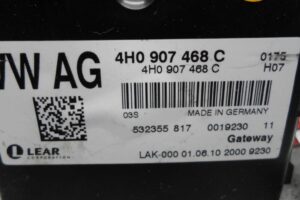 VW AG 4H0 907 468 C 0175
4H0 907 468 C H07
03S MADE IN GERMANY
532355 817 0019230 11
Gateway
LEAR
CORPORATION
LAK-000 01.06.10 2000 9230